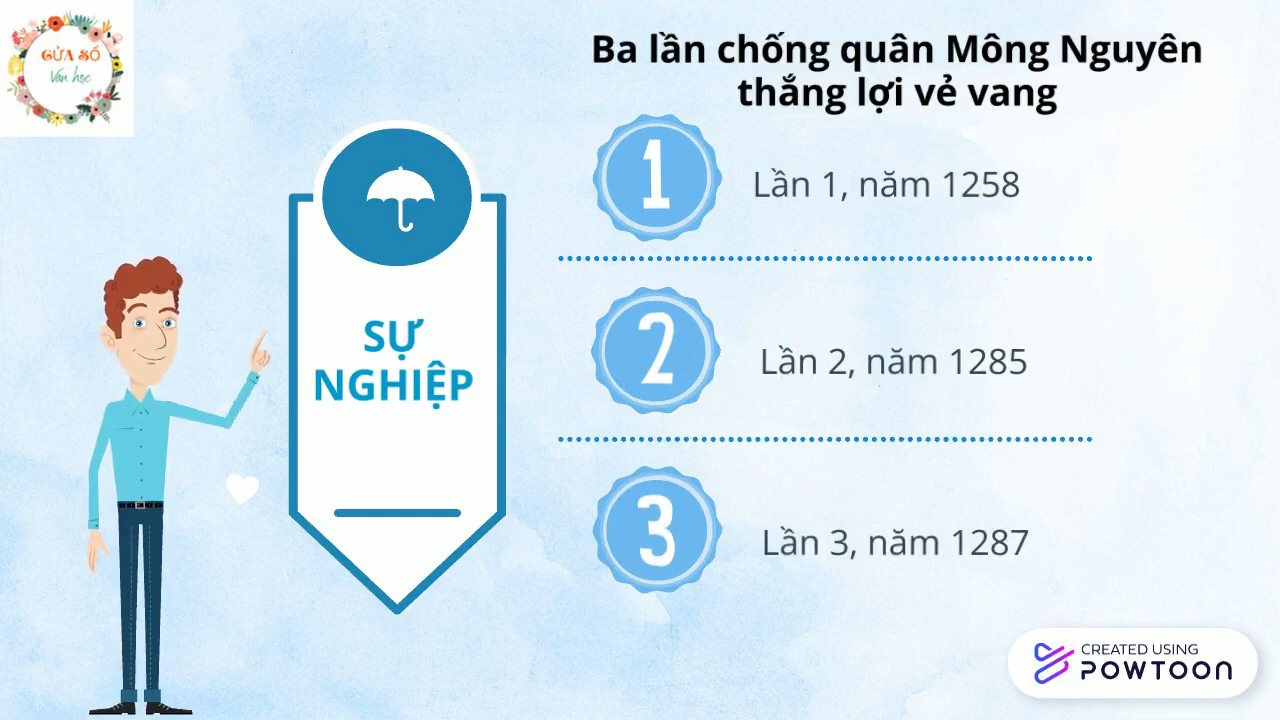 CỬA SỔ
Văn học
Ba lần chống quân Mông Nguyên
thắng lợi vẻ vang
SỰ
NGHIỆP
1
Lần 1, năm 1258
2
Lần 2, năm 1285
3
Lần 3, năm 1287
CREATED USING
POWTOON